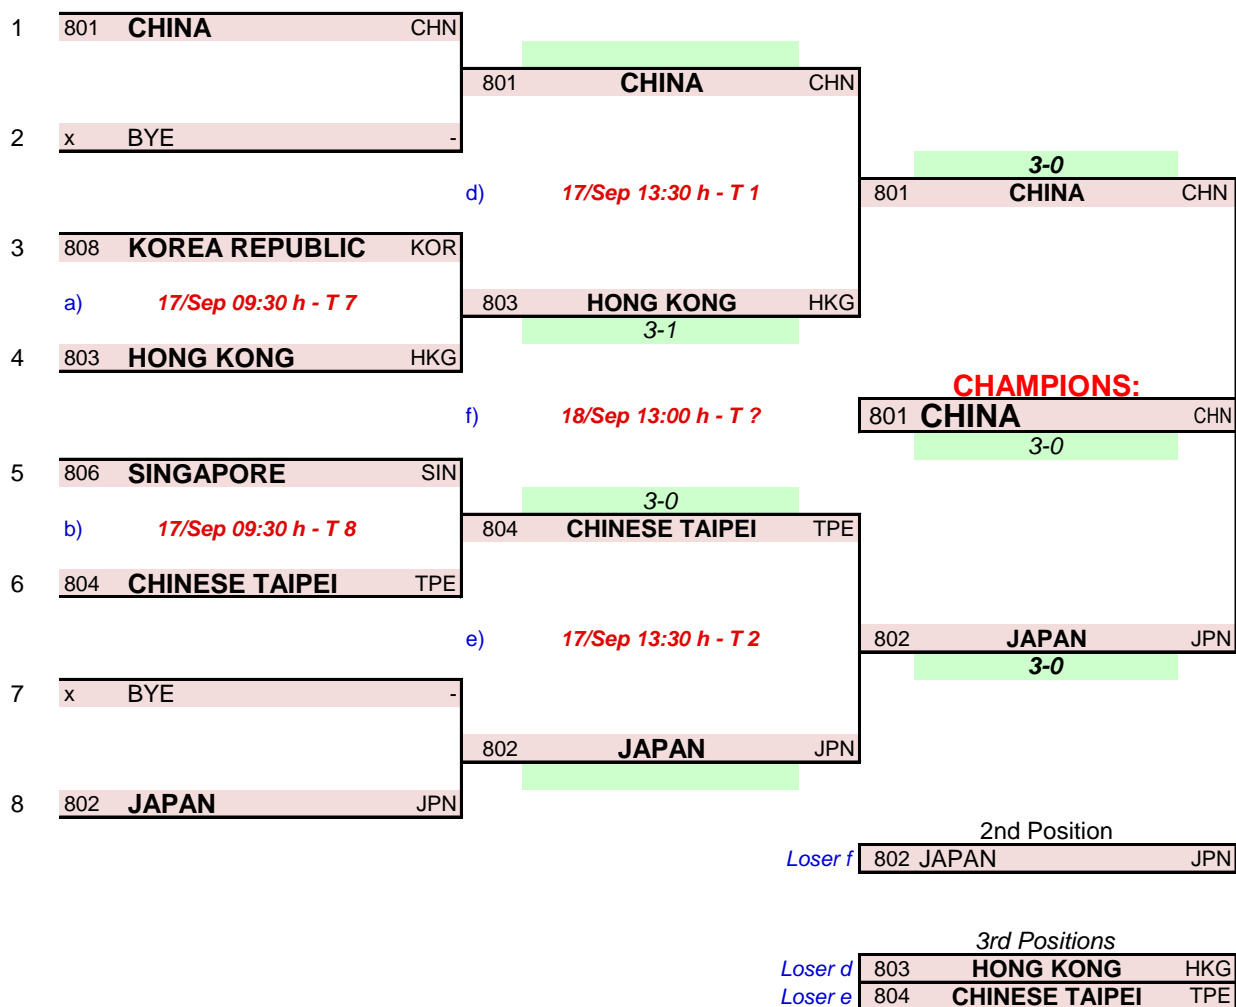 1 801 CHINA CHN
801 CHINA CHN
2 x BYE -
3-0
d) 17/Sep 13:30 h - T 1
801 CHINA CHN
3 808 KOREA REPUBLIC KOR
a) 17/Sep 09:30 h - T 7
803 HONG KONG HKG
3-1
4 803 HONG KONG HKG
CHAMPIONS:
f) 18/Sep 13:00 h - T ?
801 CHINA CHN
3-0
5 806 SINGAPORE SIN
3-0
b) 17/Sep 09:30 h - T 8
804 CHINESE TAIPEI TPE
6 804 CHINESE TAIPEI TPE
e) 17/Sep 13:30 h - T 2
802 JAPAN JPN
3-0
7 x BYE -
802 JAPAN JPN
8 802 JAPAN JPN
2nd Position
Loser f 802 JAPAN JPN
3rd Positions
Loser d 803 HONG KONG HKG
Loser e 804 CHINESE TAIPEI TPE